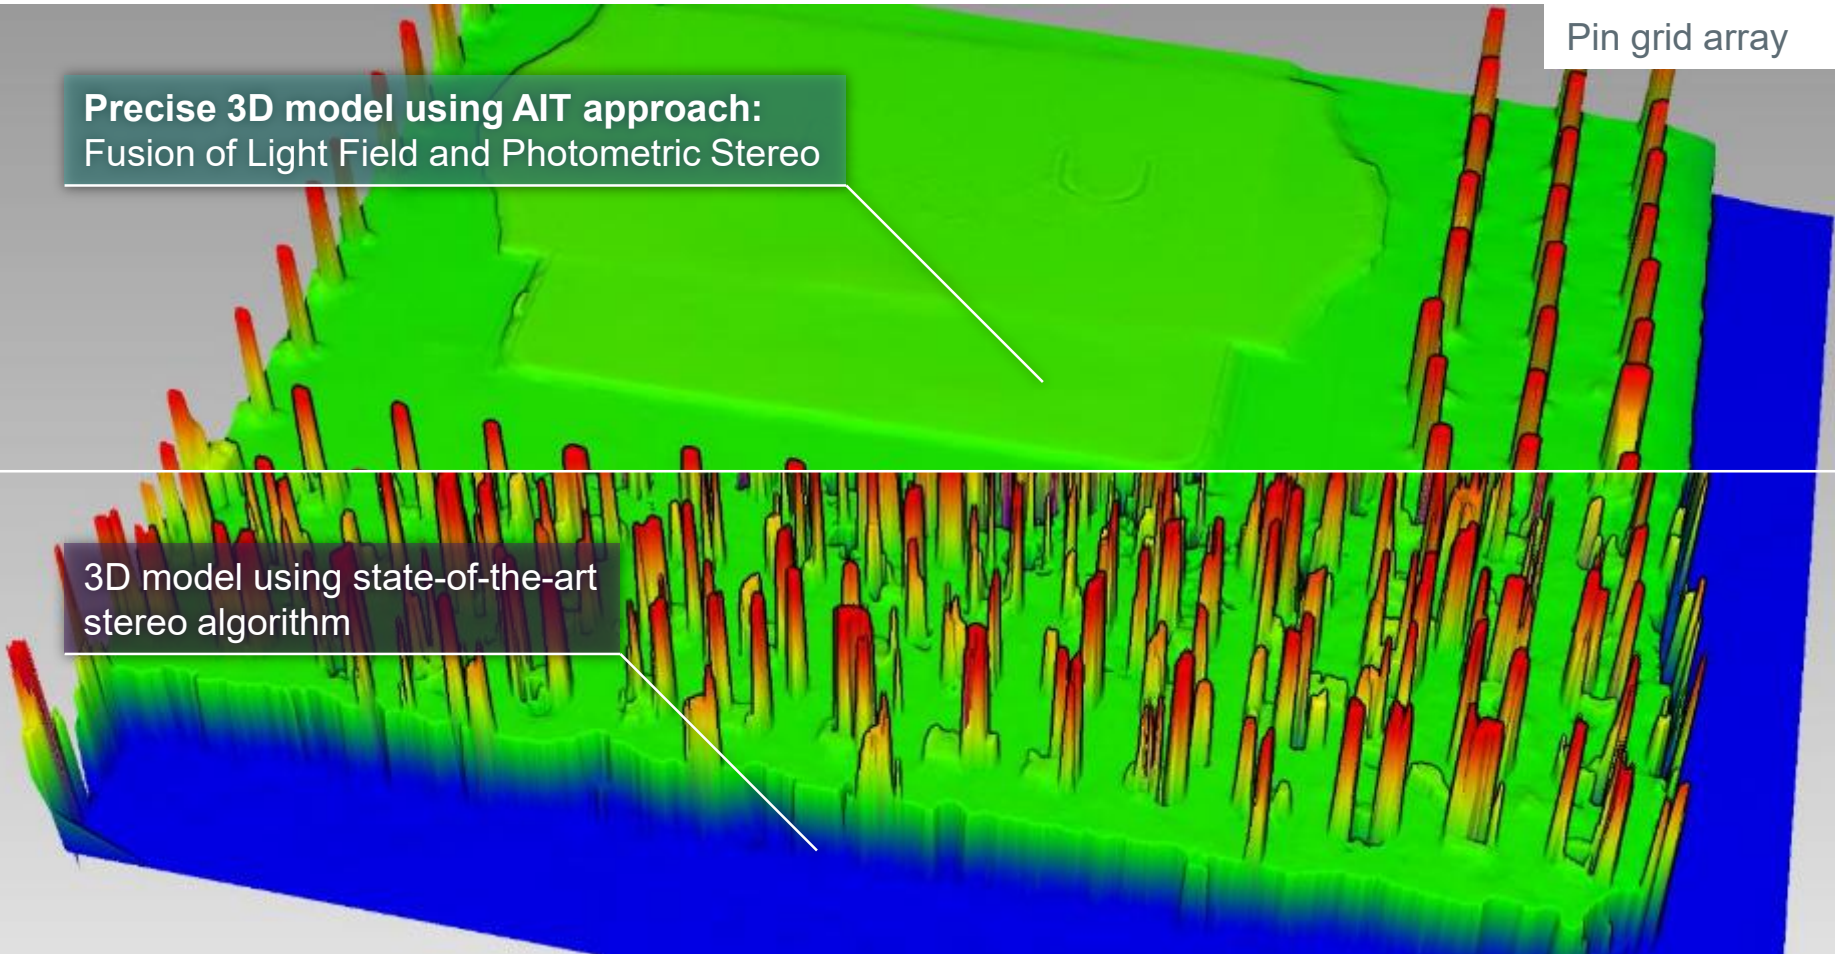 Pin grid array
Precise 3D model using AIT approach:
Fusion of Light Field and Photometric Stereo
3D model using state-of-the-art
stereo algorithm